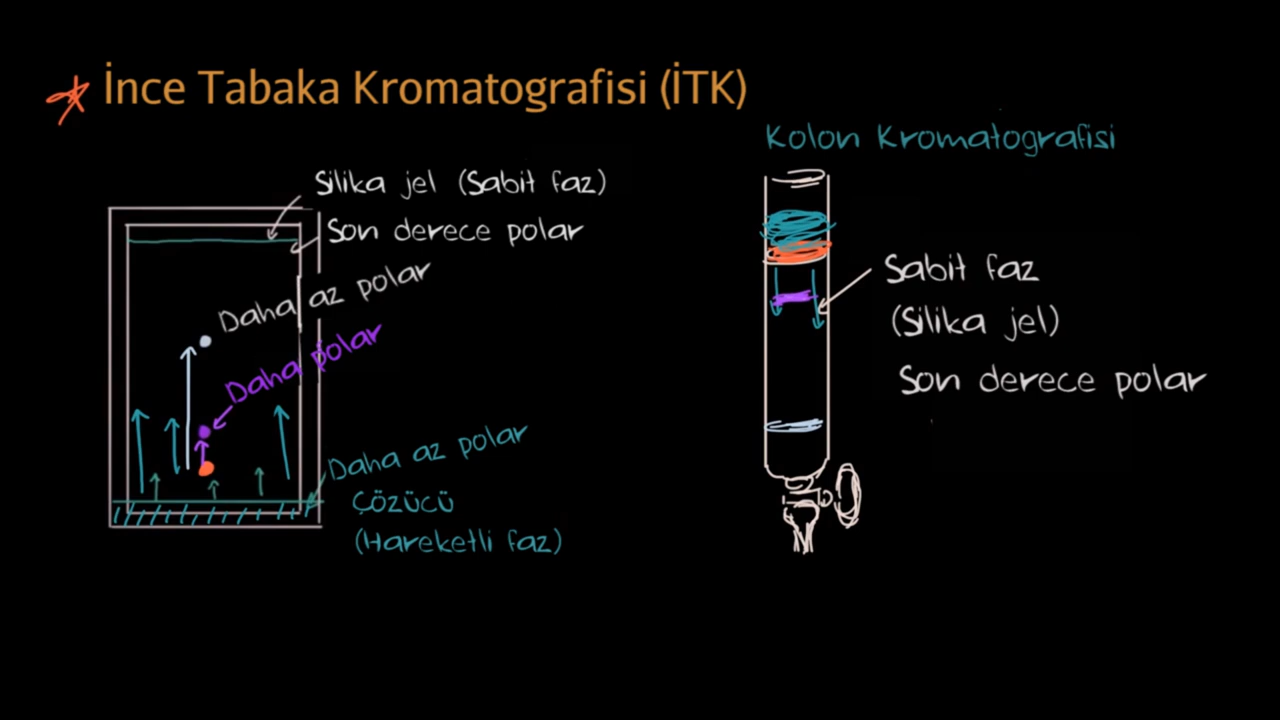 İnce Tabaka Kromatografisi (İTK)
Silika jel (Sabit faz)
Son derece polar
Daha az polar
Daha polar
Daha az polar
Çözücü
(Hareketli faz)
Kolon Kromatografisi
Sabit faz
(Silika jel)
Son derece polar